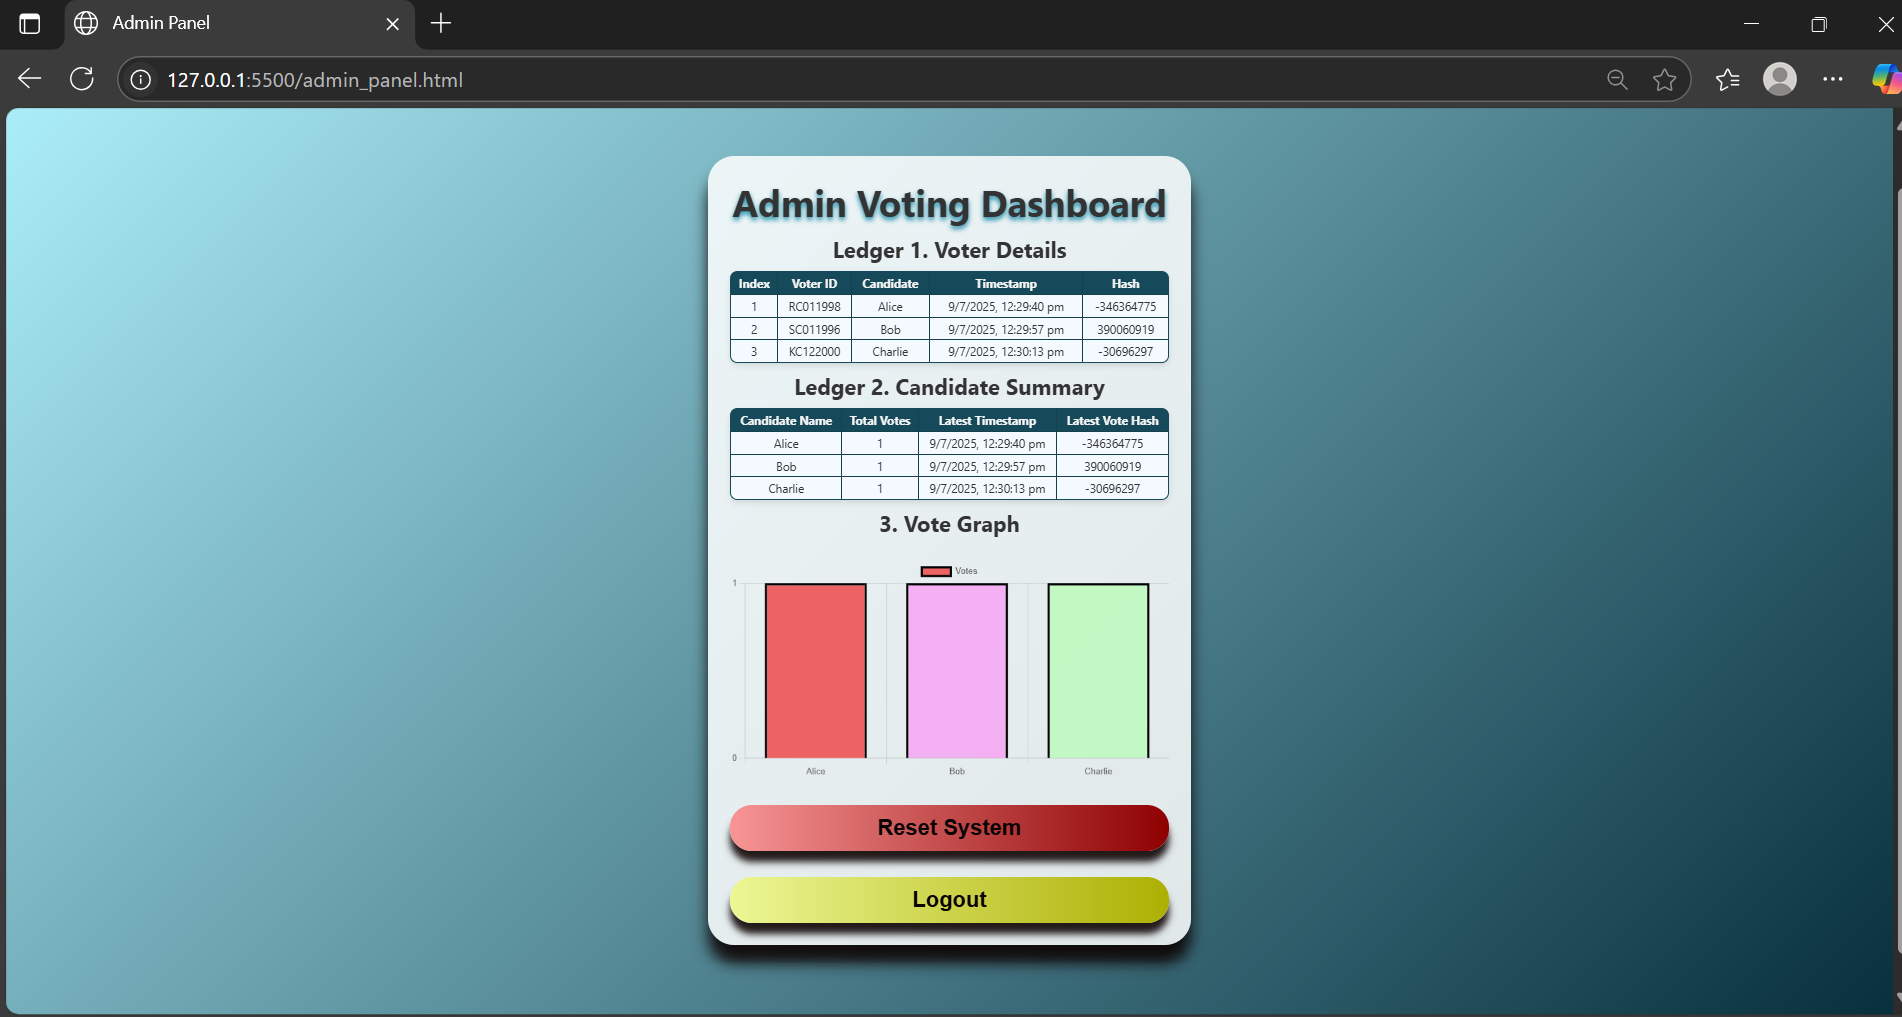 Admin Panel
127.0.0.1:5500/admin_panel.html
Admin Voting Dashboard
Ledger 1. Voter Details
Index Voter ID Candidate Timestamp Hash
1 RC011998 Alice 9/7/2025, 12:29:40 pm -346364775
2 SC011996 Bob 9/7/2025, 12:29:57 pm 390060919
3 KC122000 Charlie 9/7/2025, 12:30:13 pm -30696297
Ledger 2. Candidate Summary
Candidate Name Total Votes Latest Timestamp Latest Vote Hash
Alice 1 9/7/2025, 12:29:40 pm -346364775
Bob 1 9/7/2025, 12:29:57 pm 390060919
Charlie 1 9/7/2025, 12:30:13 pm -30696297
3. Vote Graph
Votes
1
0
Alice Bob Charlie
Reset System
Logout